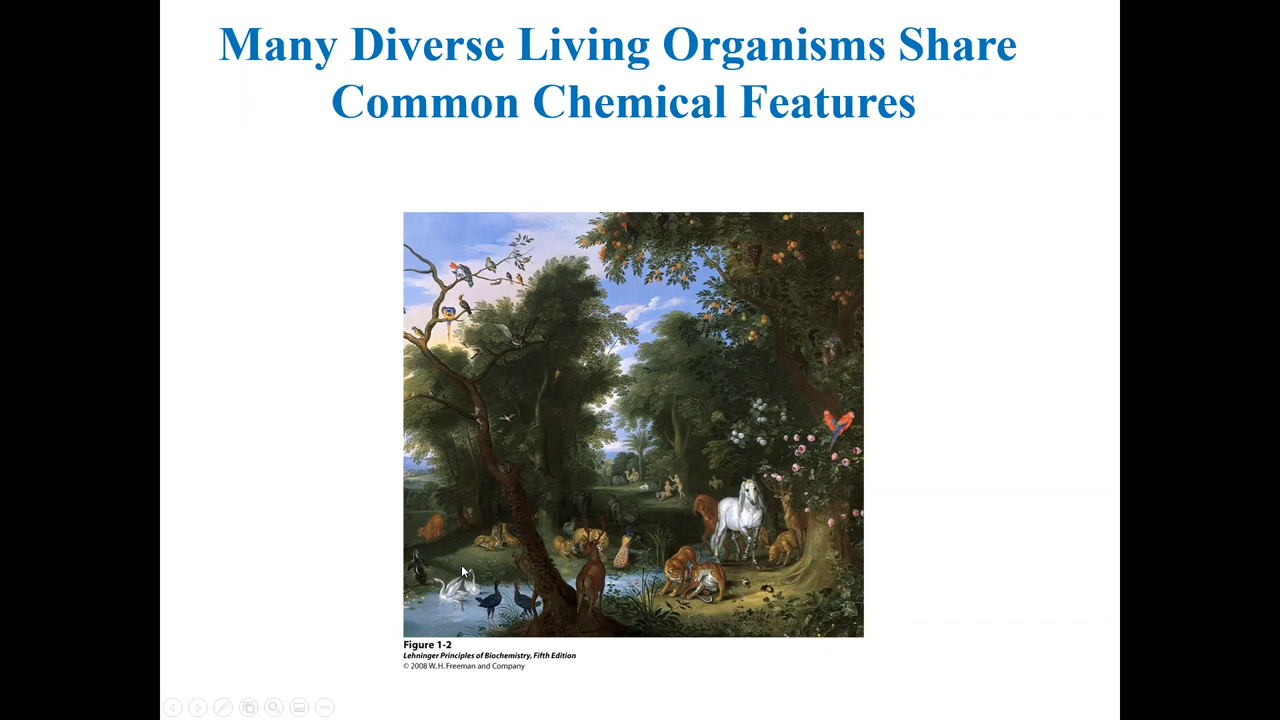 Many Diverse Living Organisms Share
Common Chemical Features
Figure 1-2
Lehninger Principles of Biochemistry, Fifth Edition
© 2008 W. H. Freeman and Company